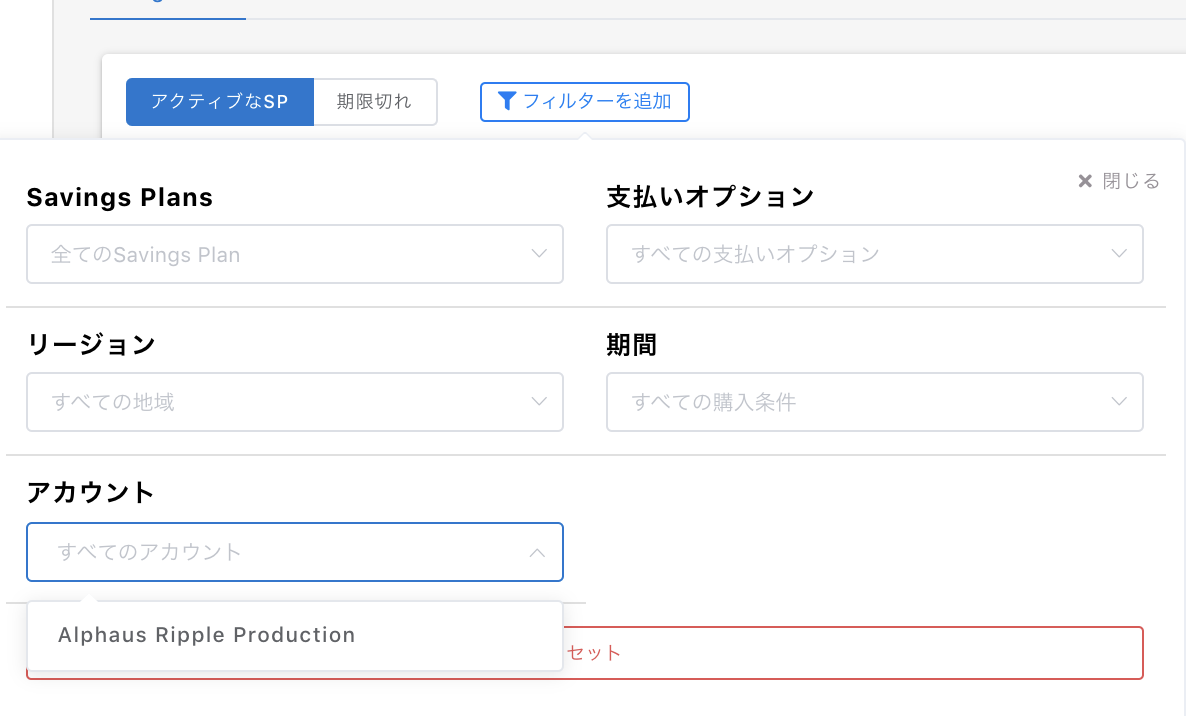 アクティブなSP
期限切れ
フィルターを追加
閉じる
Savings Plans
支払いオプション
全てのSavings Plan
すべての支払いオプション
リージョン
期間
すべての地域
すべての購入条件
アカウント
すべてのアカウント
Alphaus Ripple Production
セット